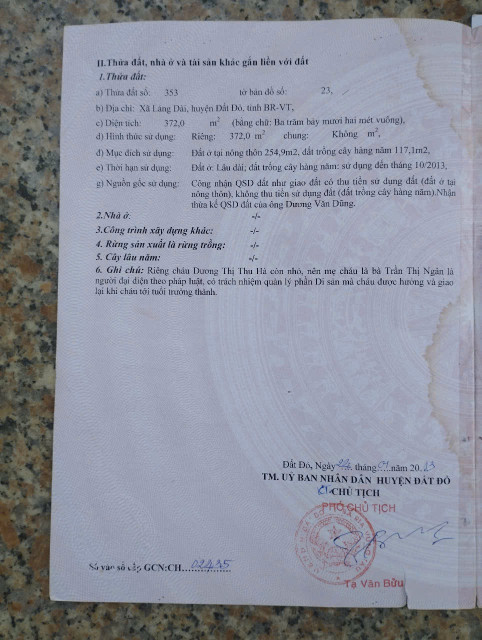 II.Thửa đất, nhà ở và tài sản khác gắn liền với đất
1.Thửa đất:
a) Thửa đất số: 353 tờ bản đồ số: 23,
b) Địa chỉ: Xã Láng Dài, huyện Đất Đỏ, tỉnh BR-VT,
c) Diện tích: 372,0 m² (bằng chữ: Ba trăm bảy mươi hai mét vuông),
d) Hình thức sử dụng: Riêng: 372,0 m² chung: Không m²,
đ) Mục đích sử dụng: Đất ở tại nông thôn 254,9m2, đất trồng cây hàng năm 117,1m2,
e) Thời hạn sử dụng: Đất ở: Lâu dài; đất trồng cây hàng năm: sử dụng đến tháng 10/2013,
g) Nguồn gốc sử dụng: Công nhận QSD đất như giao đất có thu tiền sử dụng đất (đất ở tại
nông thôn), không thu tiền sử dụng đất (đất trồng cây hàng năm).Nhận
thừa kế QSD đất của ông Dương Văn Dũng.
2.Nhà ở: -/-
3.Công trình xây dựng khác: -/-
4. Rừng sản xuất là rừng trồng: -/-
5. Cây lâu năm: -/-
6. Ghi chú: Riêng cháu Dương Thị Thu Hà còn nhỏ, nên mẹ cháu là bà Trần Thị Ngân là
người đại diện theo pháp luật, có trách nhiệm quản lý phần Di sản mà cháu được hưởng và giao
lại khi cháu tới tuổi trưởng thành.
Đất Đỏ, Ngày tháng 01 năm 2013
TM. UỶ BAN NHÂN DÂN HUYỆN ĐẤT ĐỎ
KT CHỦ TỊCH
PHÓ CHỦ TỊCH
Tạ Văn Bửu
Số vào sổ cấp GCN:CH